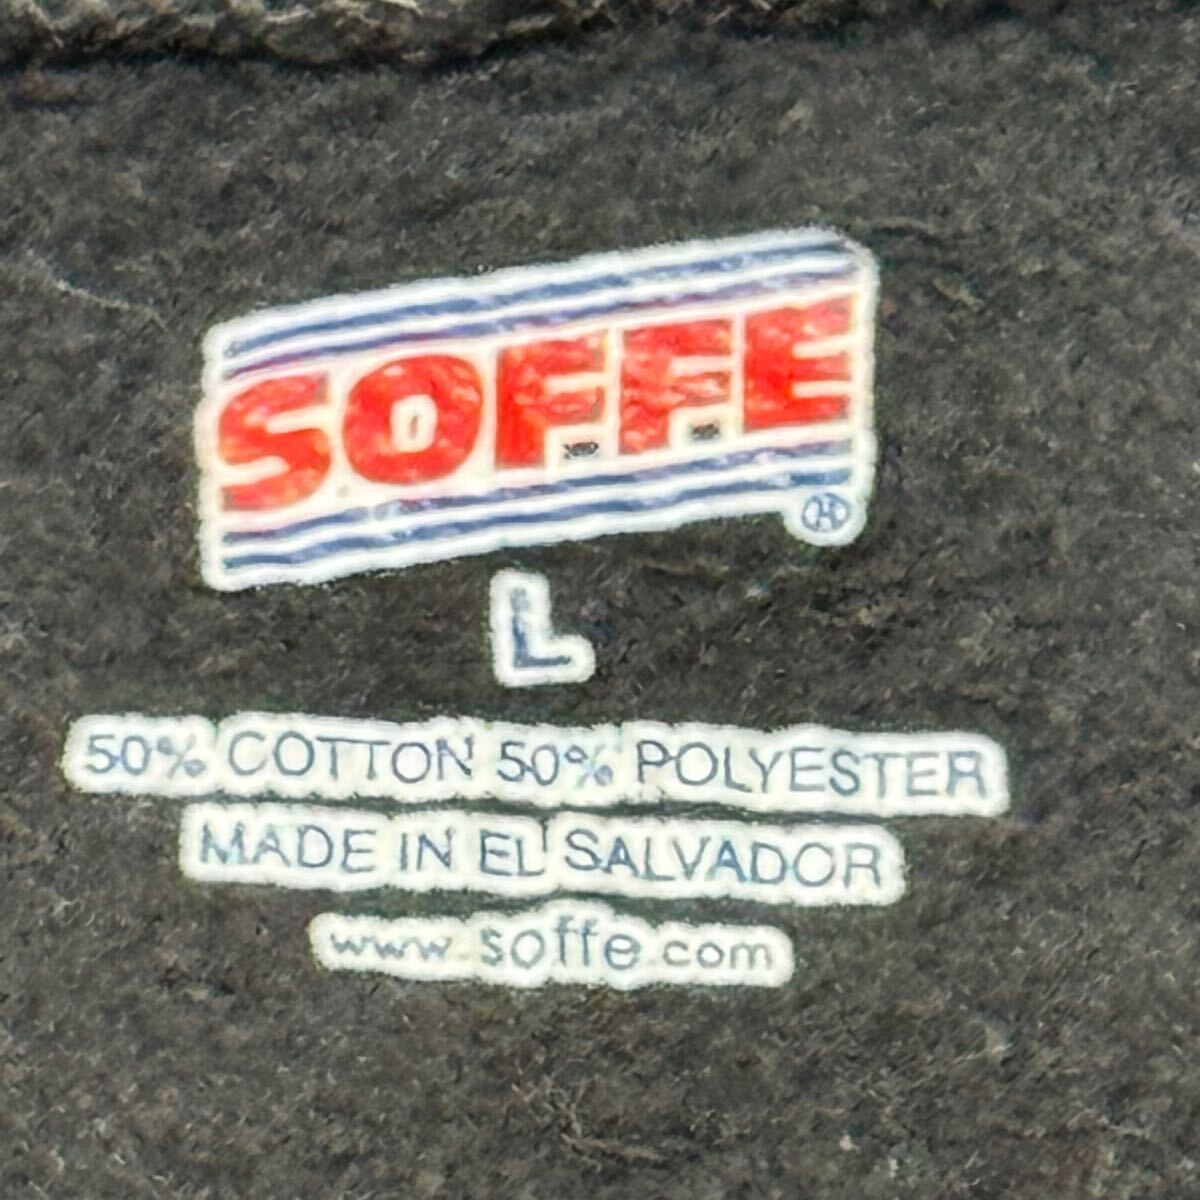 SOFFE®
L
50% COTTON 50% POLYESTER
MADE IN EL SALVADOR
www.soffe.com